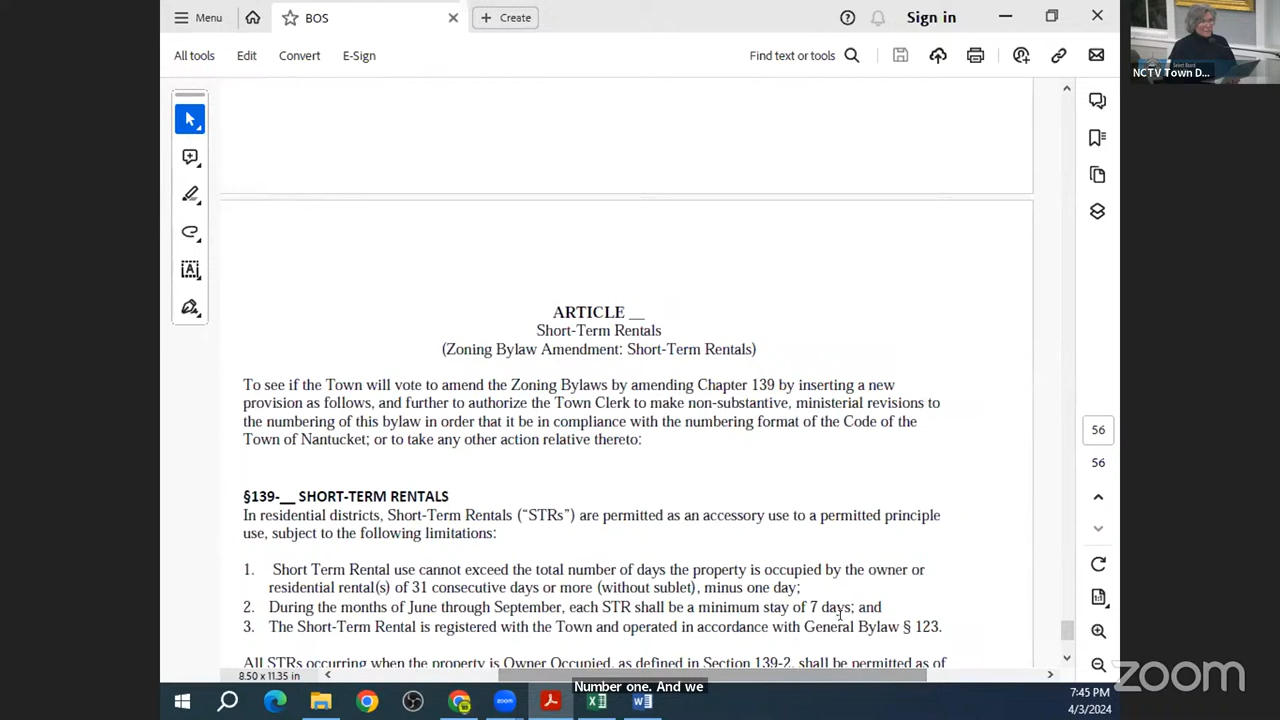 Menu
BOS
Create
Sign in
All tools
Edit
Convert
E-Sign
Find text or tools
NCTV Town D...
ARTICLE __
Short-Term Rentals
(Zoning Bylaw Amendment: Short-Term Rentals)
To see if the Town will vote to amend the Zoning Bylaws by amending Chapter 139 by inserting a new
provision as follows, and further to authorize the Town Clerk to make non-substantive, ministerial revisions to
the numbering of this bylaw in order that it be in compliance with the numbering format of the Code of the
Town of Nantucket; or to take any other action relative thereto:
§139-__ SHORT-TERM RENTALS
In residential districts, Short-Term Rentals (“STRs”) are permitted as an accessory use to a permitted principle
use, subject to the following limitations:
1. Short Term Rental use cannot exceed the total number of days the property is occupied by the owner or
residential rental(s) of 31 consecutive days or more (without sublet), minus one day;
2. During the months of June through September, each STR shall be a minimum stay of 7 days; and
3. The Short-Term Rental is registered with the Town and operated in accordance with General Bylaw § 123.
All STRs occurring when the property is Owner Occupied, as defined in Section 139-2, shall be permitted as of
56
56
8.50 x 11.35 in
Number one. And we
zoom
7:45 PM
4/3/2024